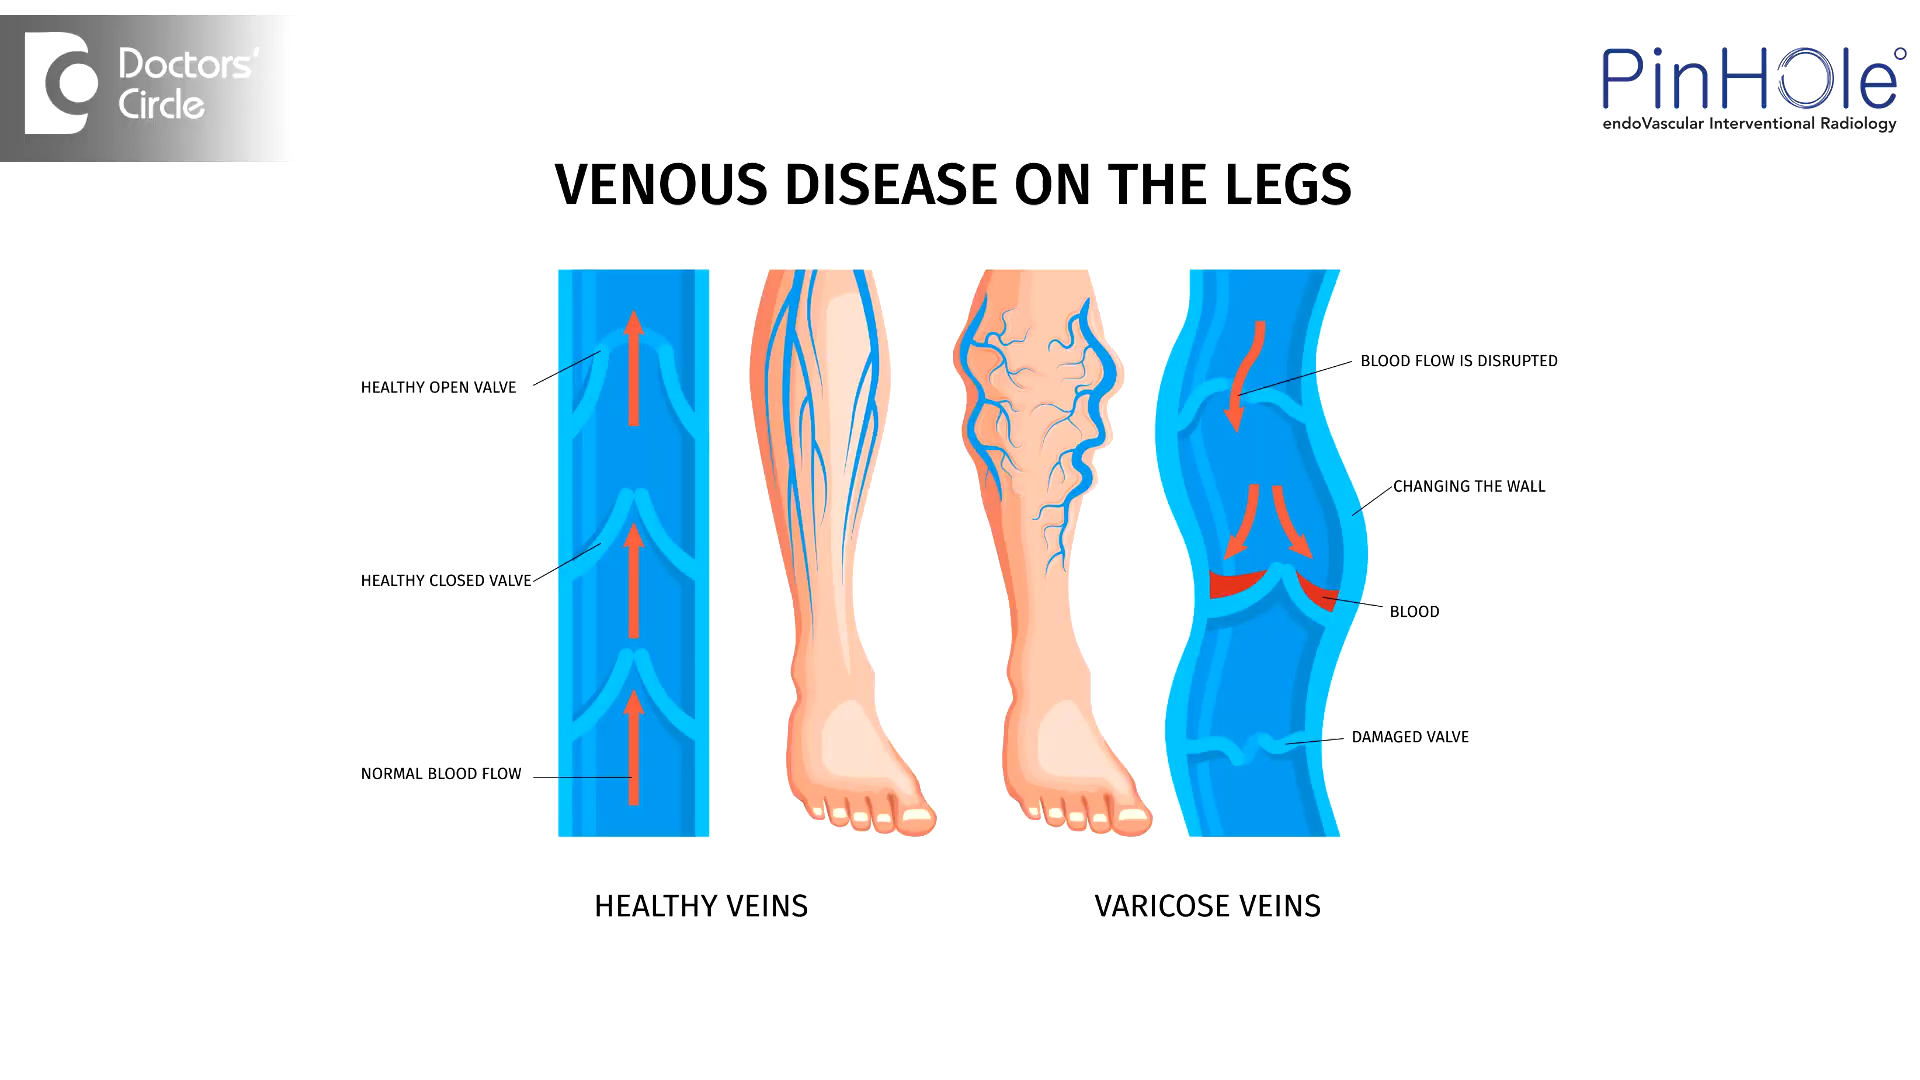 Doctors'
Circle
PinHole
endoVascular Interventional Radiology
VENOUS DISEASE ON THE LEGS
HEALTHY OPEN VALVE
HEALTHY CLOSED VALVE
NORMAL BLOOD FLOW
BLOOD FLOW IS DISRUPTED
CHANGING THE WALL
BLOOD
DAMAGED VALVE
HEALTHY VEINS
VARICOSE VEINS